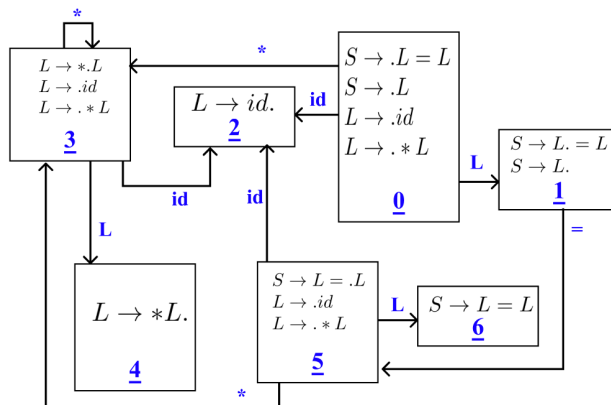 *
L → *.L
L → .id
L → . * L
3
*
L → id.
2
id
S → .L = L
S → .L
L → .id
L → . * L
0
L
S → L. = L
S → L.
1
=
id
id
L
L → *L.
4
S → L = .L
L → .id
L → . * L
5
L
S → L = L
6
*